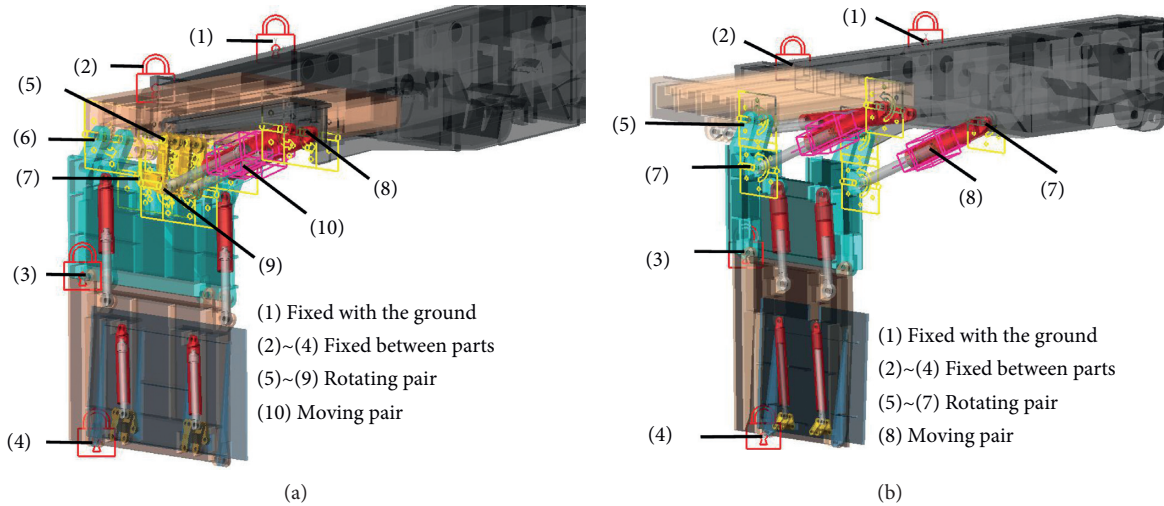 (1)
(2)
(5)
(6)
(7)
(8)
(10)
(9)
(3)
(4)
(1) Fixed with the ground
(2)~(4) Fixed between parts
(5)~(9) Rotating pair
(10) Moving pair
(a)
(1)
(2)
(5)
(7)
(7)
(8)
(3)
(4)
(1) Fixed with the ground
(2)~(4) Fixed between parts
(5)~(7) Rotating pair
(8) Moving pair
(b)